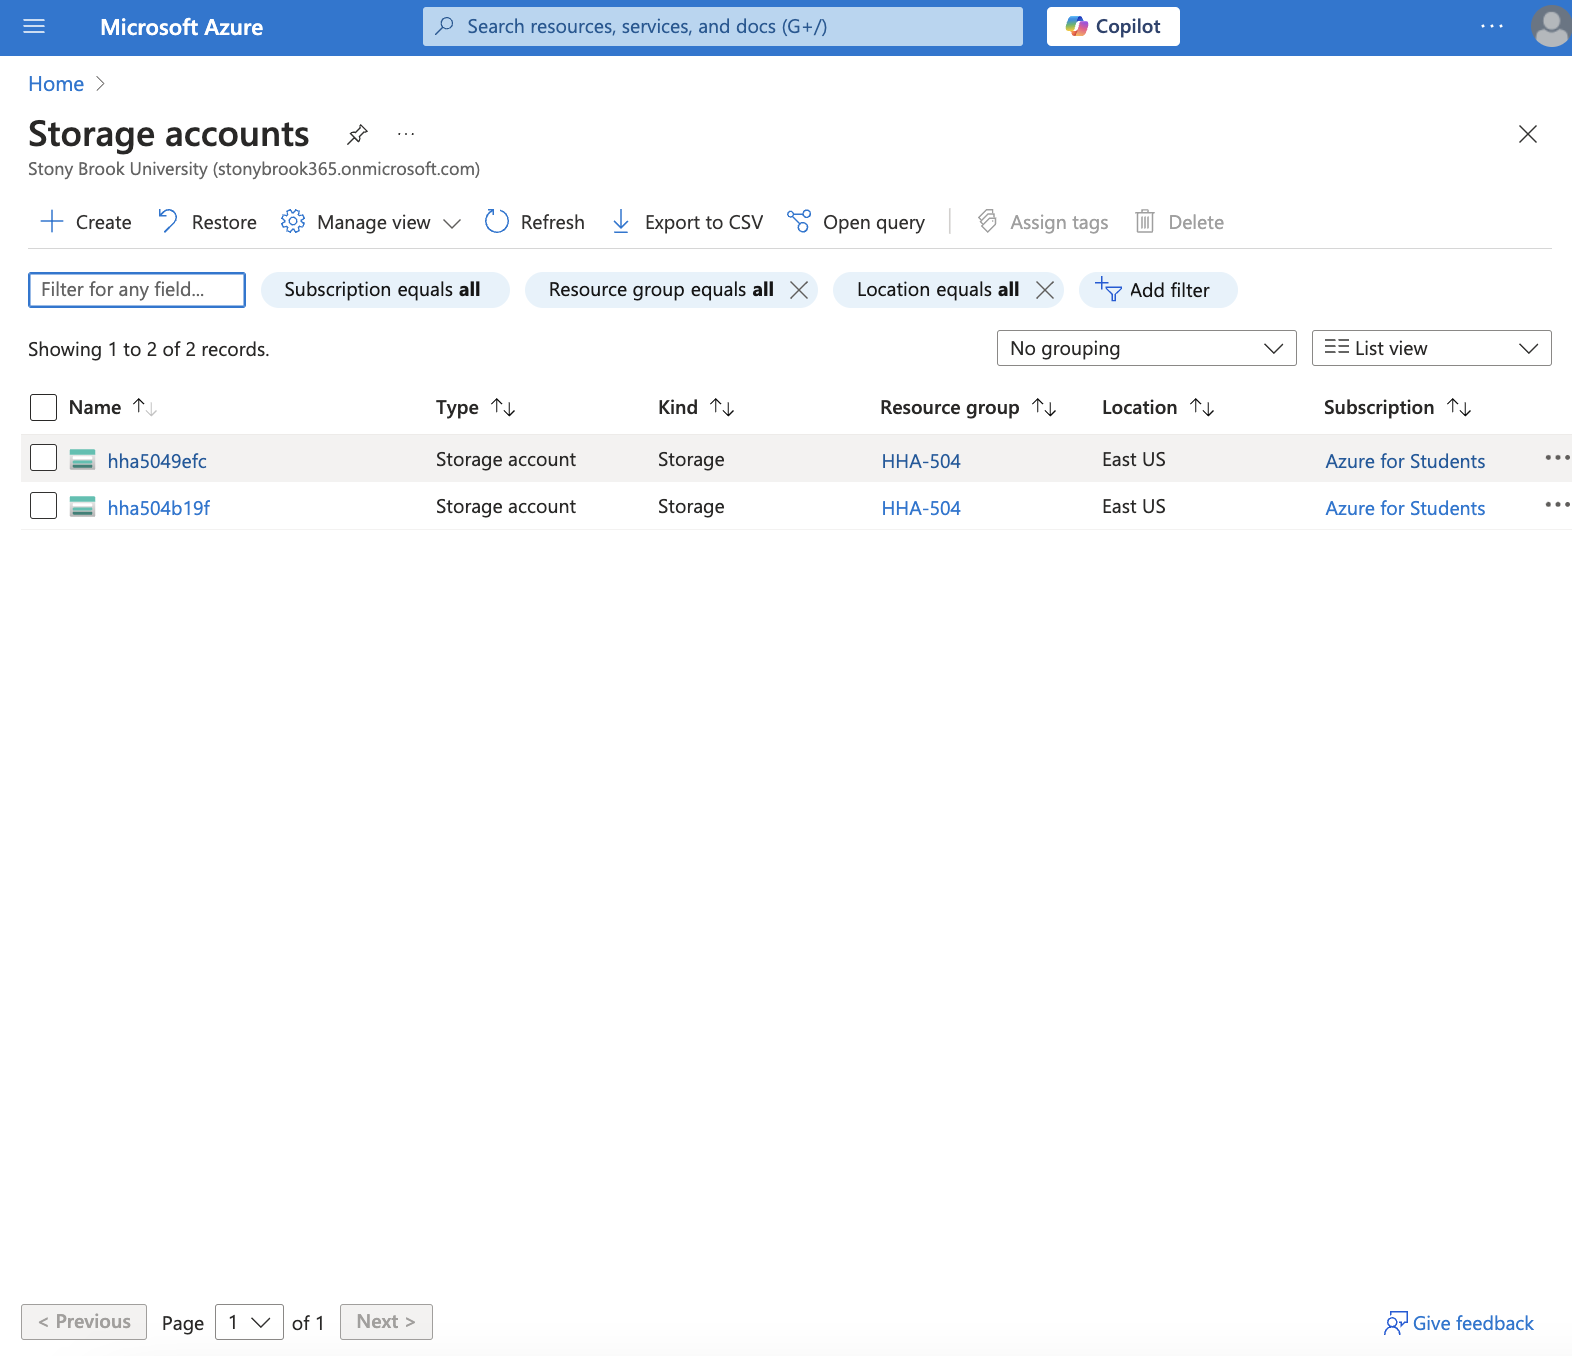 Microsoft Azure
Search resources, services, and docs (G+/)
Copilot
Home
Storage accounts
Stony Brook University (stonybrook365.onmicrosoft.com)
Create Restore Manage view Refresh Export to CSV Open query Assign tags Delete
Filter for any field... Subscription equals all Resource group equals all Location equals all Add filter
Showing 1 to 2 of 2 records. No grouping List view
Name Type Kind Resource group Location Subscription
hha5049efc Storage account Storage HHA-504 East US Azure for Students
hha504b19f Storage account Storage HHA-504 East US Azure for Students
< Previous Page 1 of 1 Next > Give feedback